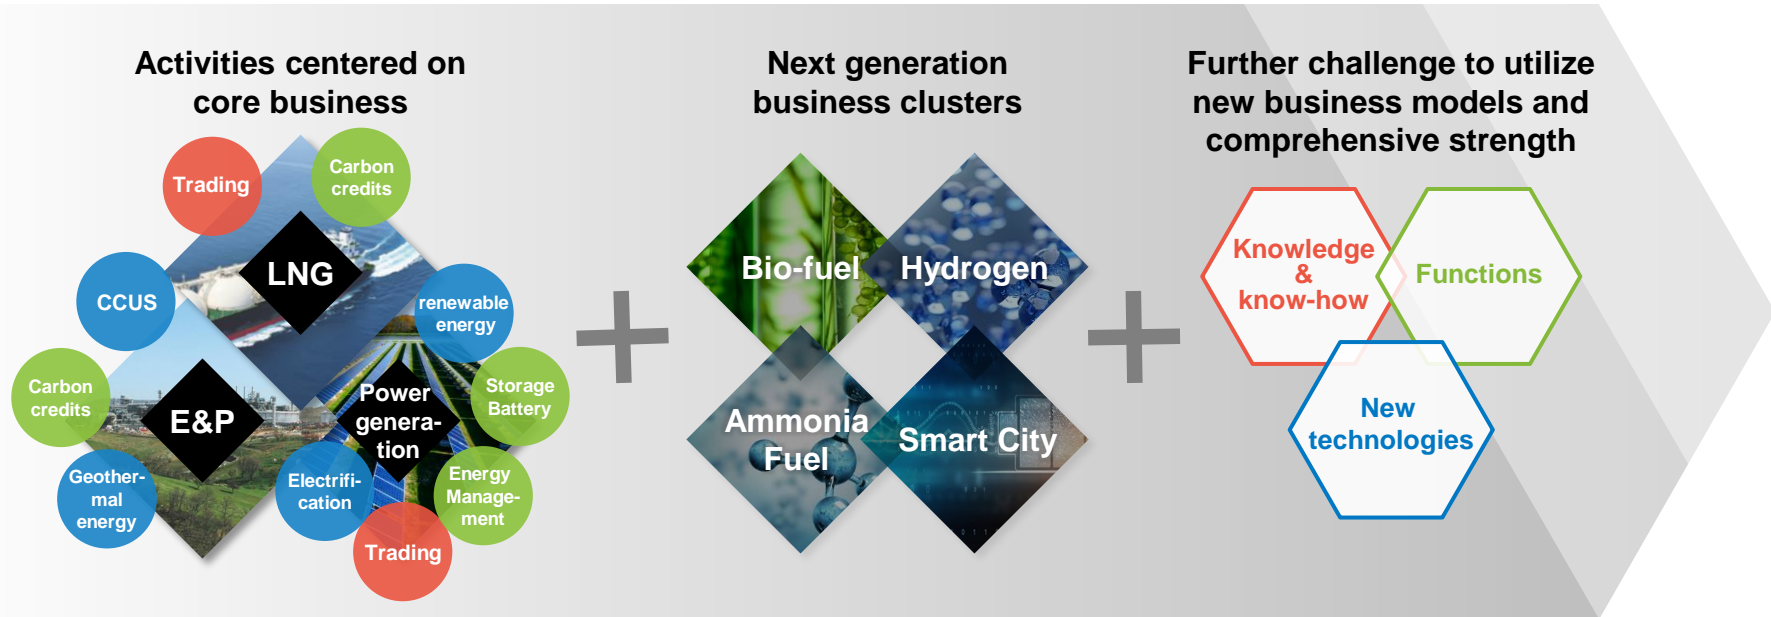 Activities centered on
core business
Trading
Carbon
credits
LNG
CCUS
renewable
energy
Carbon
credits
E&P
Power
genera-
tion
Storage
Battery
Geother-
mal
energy
Electrifi-
cation
Energy
Manage-
ment
Trading
Next generation
business clusters
Bio-fuel
Hydrogen
Ammonia
Fuel
Smart City
Further challenge to utilize
new business models and
comprehensive strength
Knowledge
&
know-how
Functions
New
technologies